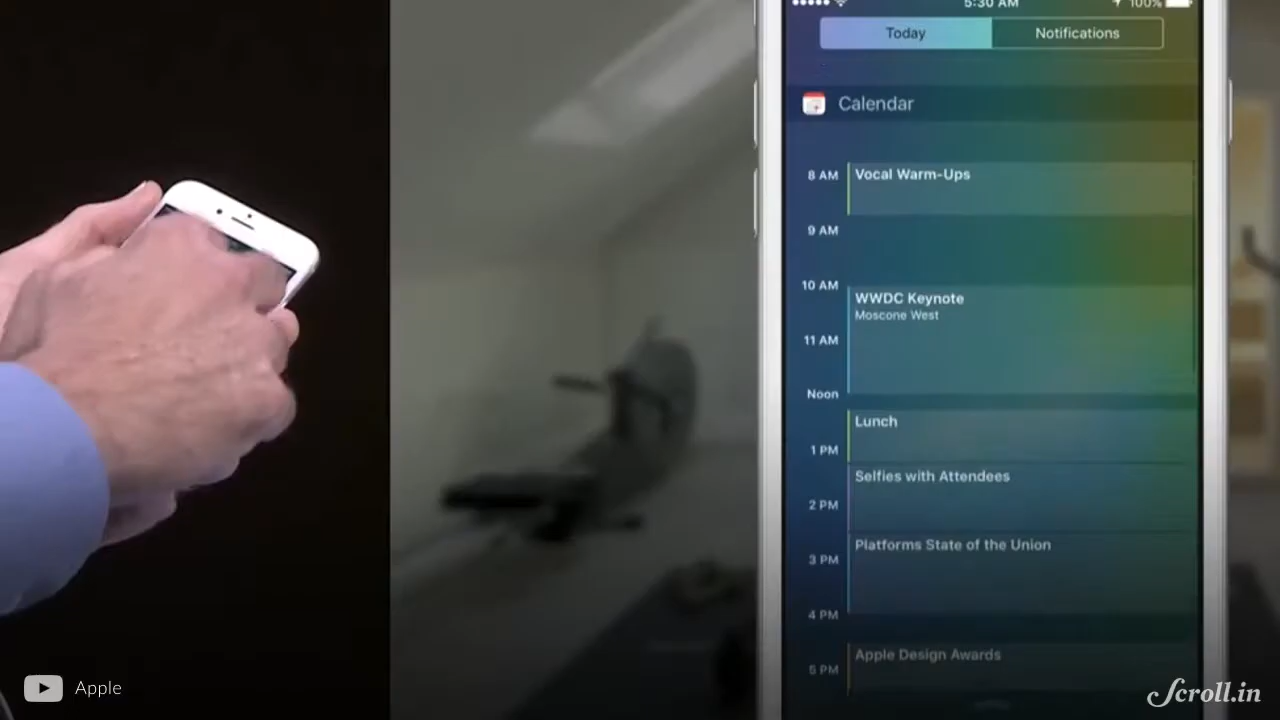 5:30 AM
100%
Today
Notifications
Calendar
8 AM
Vocal Warm-Ups
9 AM
10 AM
WWDC Keynote
Moscone West
11 AM
Noon
Lunch
1 PM
Selfies with Attendees
2 PM
Platforms State of the Union
3 PM
4 PM
Apple Design Awards
5 PM
Apple
Scroll.in